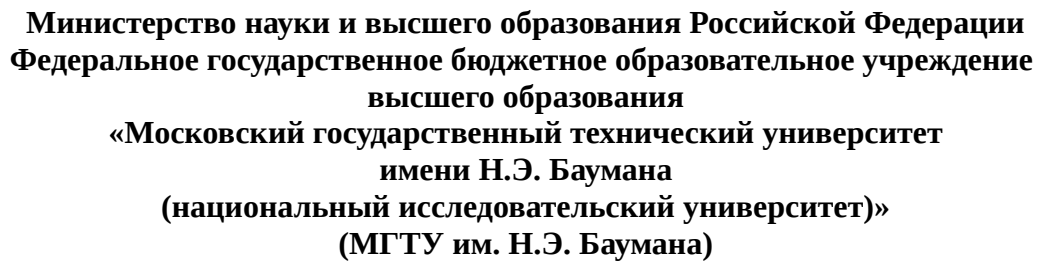 Министерство науки и высшего образования Российской Федерации
Федеральное государственное бюджетное образовательное учреждение
высшего образования
«Московский государственный технический университет
имени Н.Э. Баумана
(национальный исследовательский университет)»
(МГТУ им. Н.Э. Баумана)